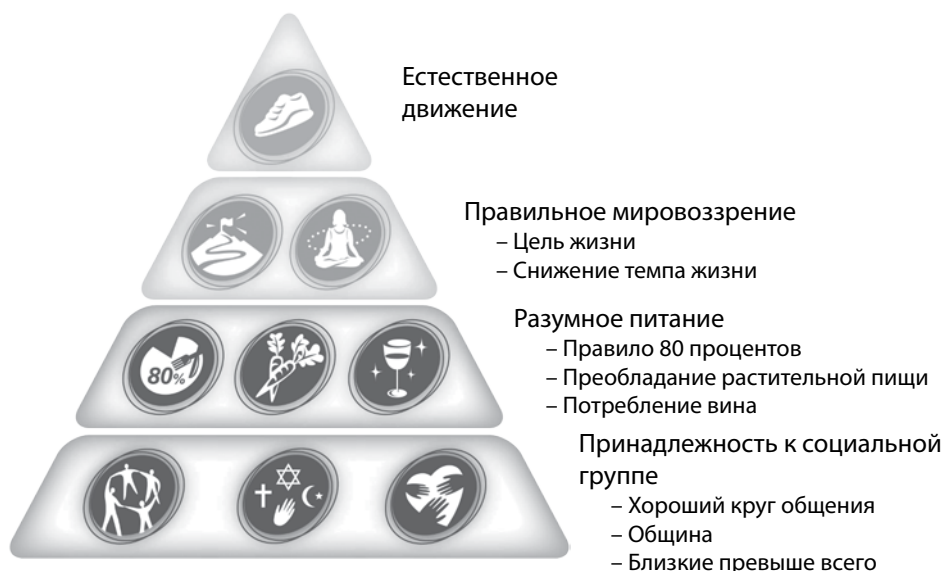 Естественное
движение
Правильное мировоззрение
– Цель жизни
– Снижение темпа жизни
Разумное питание
– Правило 80 процентов
– Преобладание растительной пищи
– Потребление вина
80%
Принадлежность к социальной
группе
– Хороший круг общения
– Община
– Близкие превыше всего